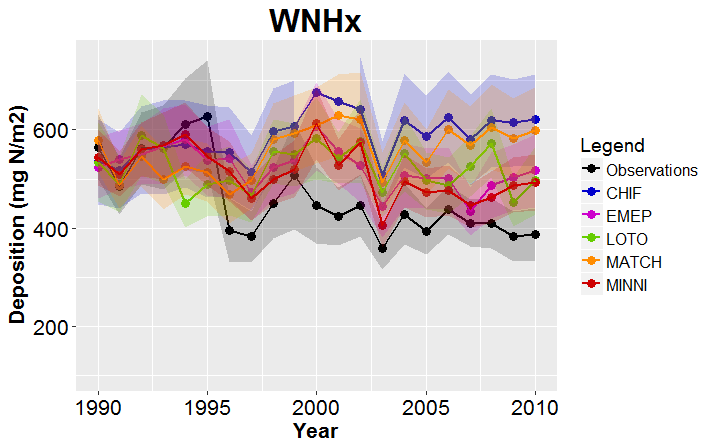 WNHx
Deposition (mg N/m2)
600
400
200
1990
1995
2000
2005
2010
Year
Legend
Observations
CHIF
EMEP
LOTO
MATCH
MINNI